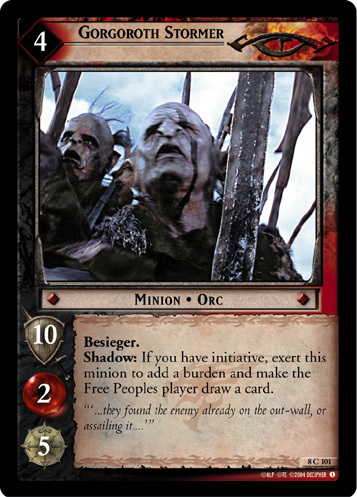 4
Gorgoroth Stormer
Minion • Orc
10
2
5
Besieger.
Shadow: If you have initiative, exert this
minion to add a burden and make the
Free Peoples player draw a card.
“‘...they found the enemy already on the out-wall, or
assailing it....’”
8 C 101
©NLP ™TE ©2004 DECIPHER